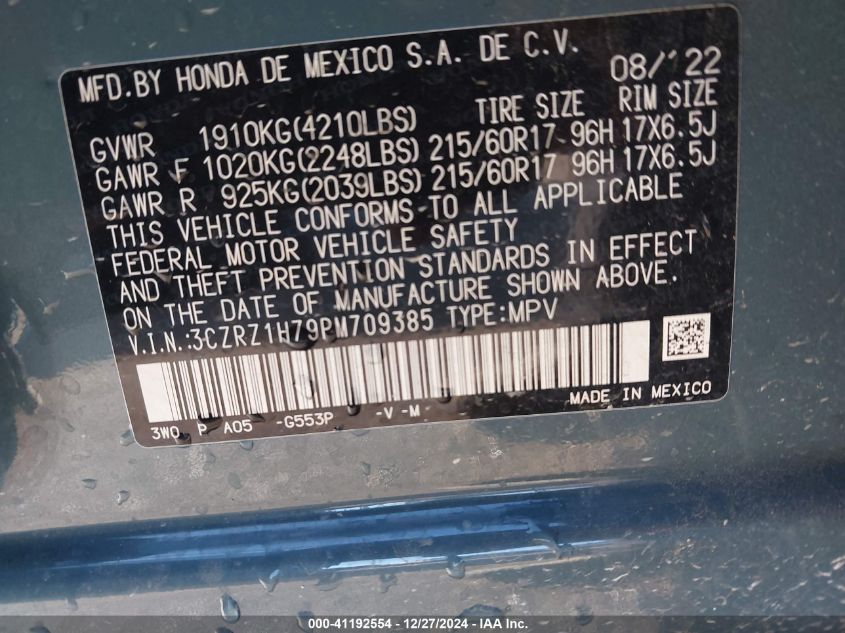 MFD.BY HONDA DE MEXICO S.A. DE C.V. 08/'22
TIRE SIZE RIM SIZE
GVWR 1910KG(4210LBS)
GAWR F 1020KG(2248LBS) 215/60R17 96H 17X6.5J
GAWR R 925KG(2039LBS) 215/60R17 96H 17X6.5J
THIS VEHICLE CONFORMS TO ALL APPLICABLE
FEDERAL MOTOR VEHICLE SAFETY
AND THEFT PREVENTION STANDARDS IN EFFECT
ON THE DATE OF MANUFACTURE SHOWN ABOVE.
V.I.N.:3CZRZ1H79PM709385 TYPE:MPV
MADE IN MEXICO
3WO P A05 -G553P -V -M-
000-41192554 - 12/27/2024 - IAA Inc.